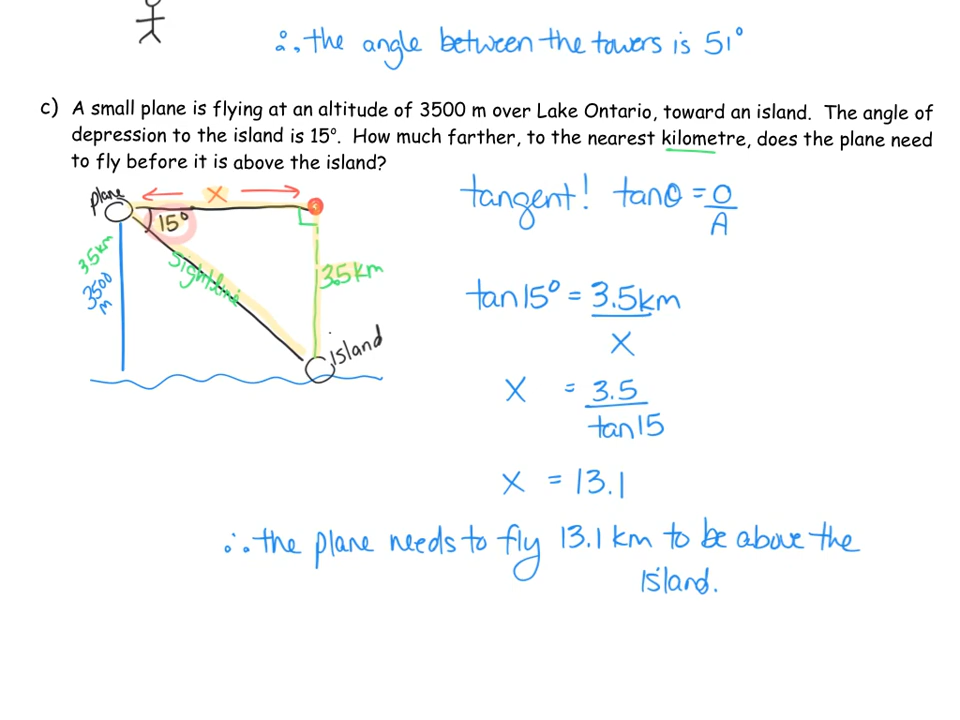 ∴ the angle between the towers is 51°
c) A small plane is flying at an altitude of 3500 m over Lake Ontario, toward an island. The angle of
depression to the island is 15°. How much farther, to the nearest kilometre, does the plane need
to fly before it is above the island?
plane
← X →
15°
3.5km
3500
m
Sightline
3.5km
island
tangent! tanθ = O/A
tan15° = 3.5km/X
X = 3.5/tan15
X = 13.1
∴ the plane needs to fly 13.1 km to be above the
island.